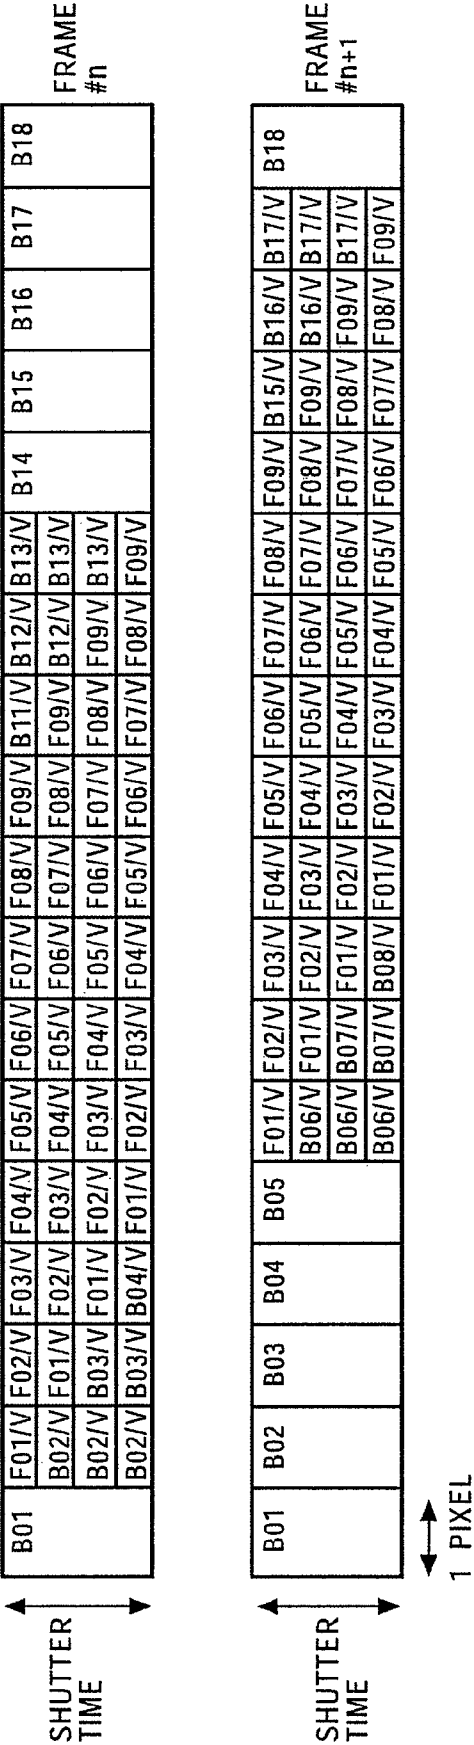 FRAME
#n
B01 F01/V F02/V F03/V F04/V F05/V F06/V F07/V F08/V F09/V B11/V B12/V B13/V B14 B15 B16 B17 B18
B02/V F01/V F02/V F03/V F04/V F05/V F06/V F07/V F08/V F09/V B12/V B13/V
B02/V B03/V F01/V F02/V F03/V F04/V F05/V F06/V F07/V F08/V F09/V B13/V
B02/V B03/V B04/V F01/V F02/V F03/V F04/V F05/V F06/V F07/V F08/V F09/V
SHUTTER
TIME
FRAME
#n+1
B01 B02 B03 B04 B05 F01/V F02/V F03/V F04/V F05/V F06/V F07/V F08/V F09/V B15/V B16/V B17/V B18
B06/V F01/V F02/V F03/V F04/V F05/V F06/V F07/V F08/V F09/V B16/V B17/V
B06/V B07/V F01/V F02/V F03/V F04/V F05/V F06/V F07/V F08/V F09/V B17/V
B06/V B07/V B08/V F01/V F02/V F03/V F04/V F05/V F06/V F07/V F08/V F09/V
SHUTTER
TIME
1 PIXEL